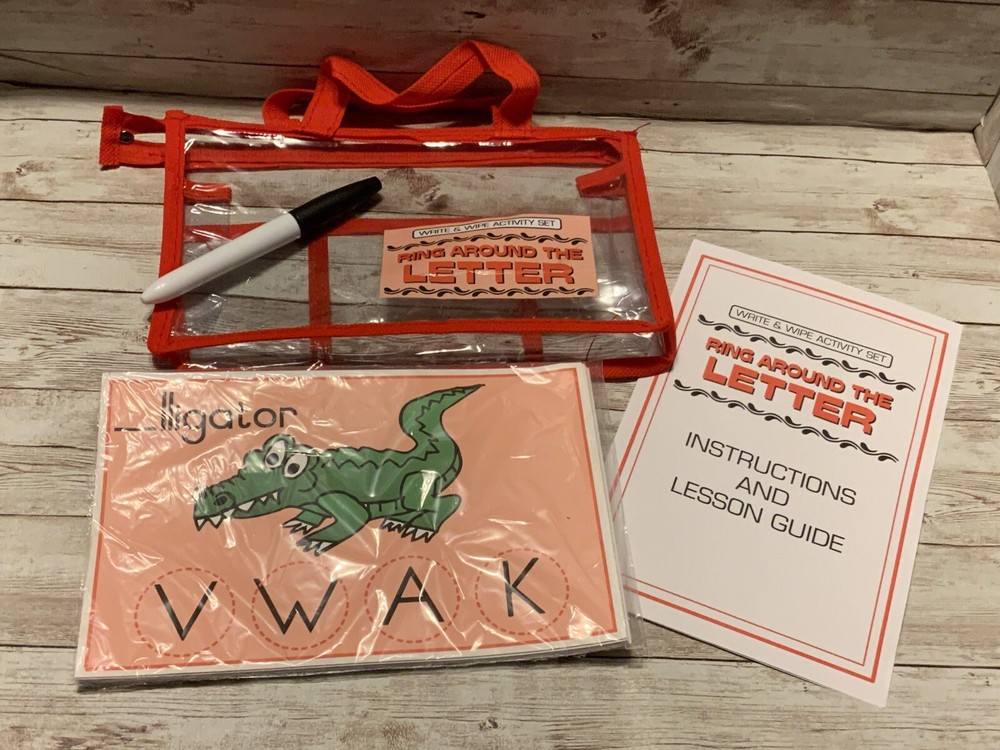 WRITE & WIPE ACTIVITY SET
RING AROUND THE
LETTER
_lligator
V W A K
WRITE & WIPE ACTIVITY SET
RING AROUND THE
LETTER
INSTRUCTIONS
AND
LESSON GUIDE